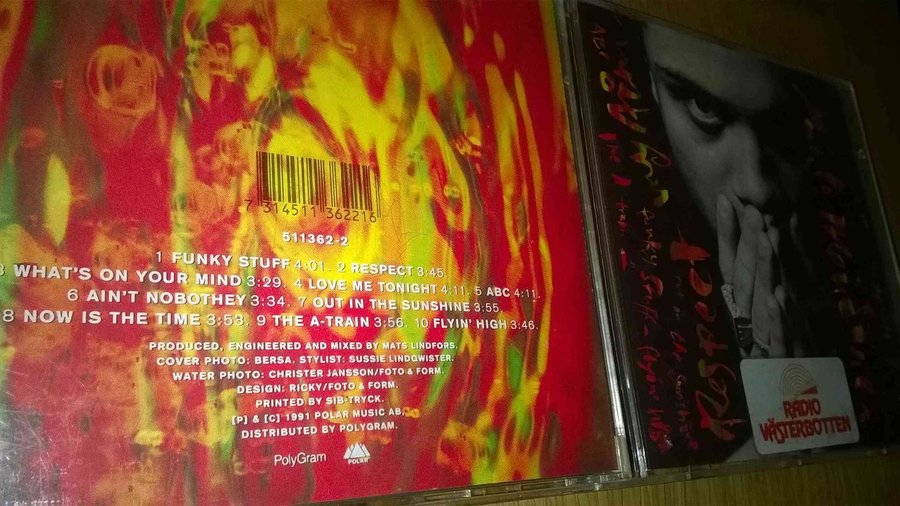 7 314511 362216
511362-2
1 FUNKY STUFF 4:01. 2 RESPECT 3:45.
3 WHAT'S ON YOUR MIND 3:29. 4 LOVE ME TONIGHT 4:11. 5 ABC 4:11.
6 AIN'T NOBOTHEY 3:34. 7 OUT IN THE SUNSHINE 3:55.
8 NOW IS THE TIME 3:53. 9 THE A-TRAIN 3:56. 10 FLYIN' HIGH 3:46.
PRODUCED, ENGINEERED AND MIXED BY MATS LINDFORS.
COVER PHOTO: BERSA. STYLIST: SUSSIE LINDQWISTER.
WATER PHOTO: CHRISTER JANSSON/FOTO & FORM.
DESIGN: RICKY/FOTO & FORM.
PRINTED BY SIB-TRYCK.
[P] & [C] 1991 POLAR MUSIC AB.
DISTRIBUTED BY POLYGRAM.
PolyGram
POLAR
ABC
funky Stuff
Respect
RADIO
VÄSTERBOTTEN